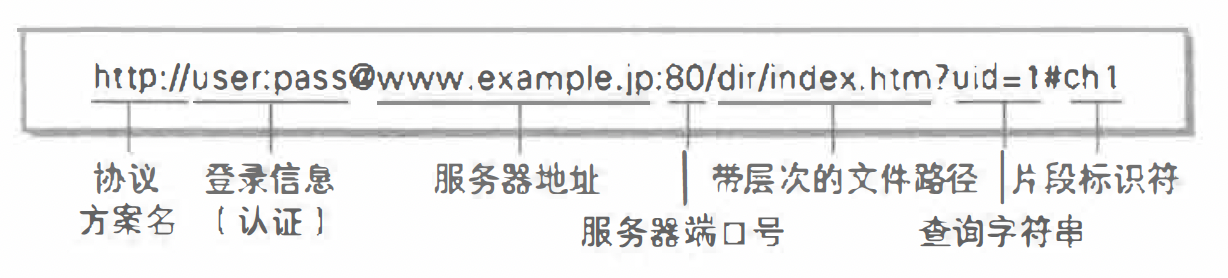 http://user:pass@www.example.jp:80/dir/index.htm?uid=1#ch1
协议
方案名
登录信息
(认证)
服务器地址
服务器端口号
带层次的文件路径
查询字符串
片段标识符